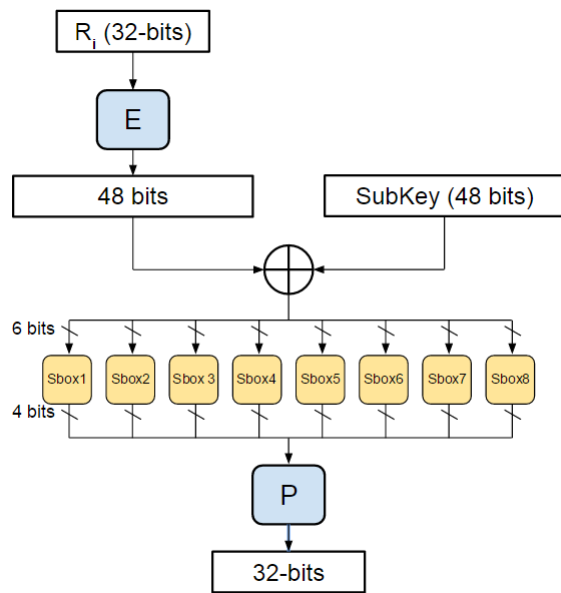 R_i (32-bits)
E
48 bits
SubKey (48 bits)
6 bits
Sbox1
Sbox2
Sbox 3
Sbox4
Sbox5
Sbox6
Sbox7
Sbox8
4 bits
P
32-bits